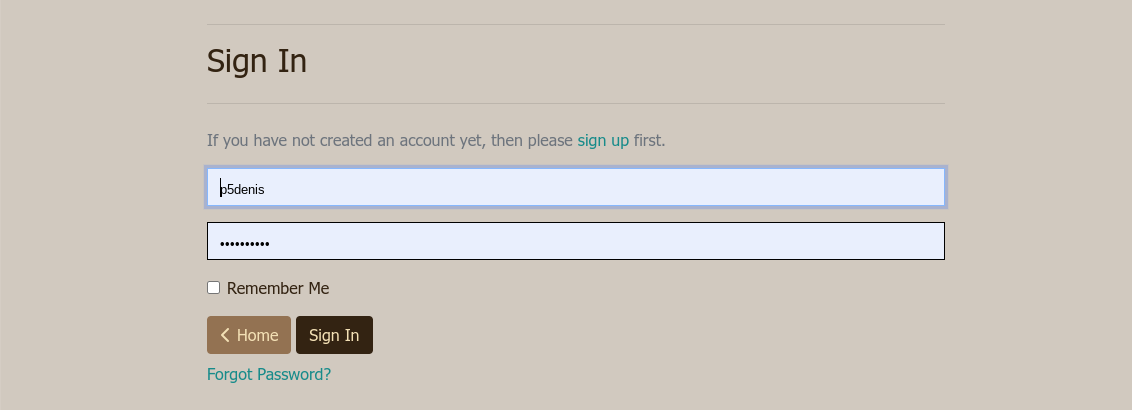 Sign In
If you have not created an account yet, then please sign up first.
p5denis
••••••••••
Remember Me
Home Sign In
Forgot Password?